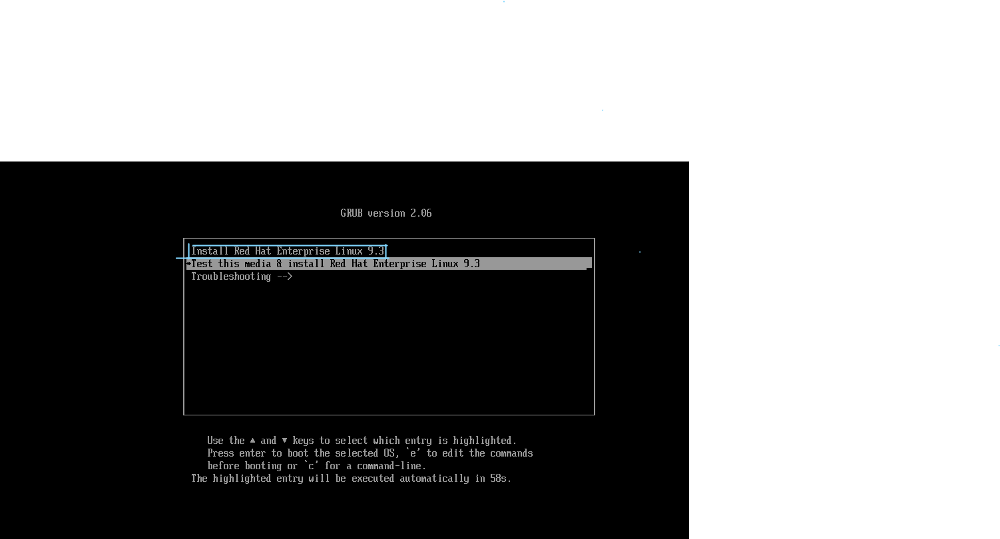 GRUB version 2.06
Install Red Hat Enterprise Linux 9.3
*Test this media & install Red Hat Enterprise Linux 9.3
Troubleshooting -->
Use the ▲ and ▼ keys to select which entry is highlighted.
Press enter to boot the selected OS, `e' to edit the commands
before booting or `c' for a command-line.
The highlighted entry will be executed automatically in 58s.